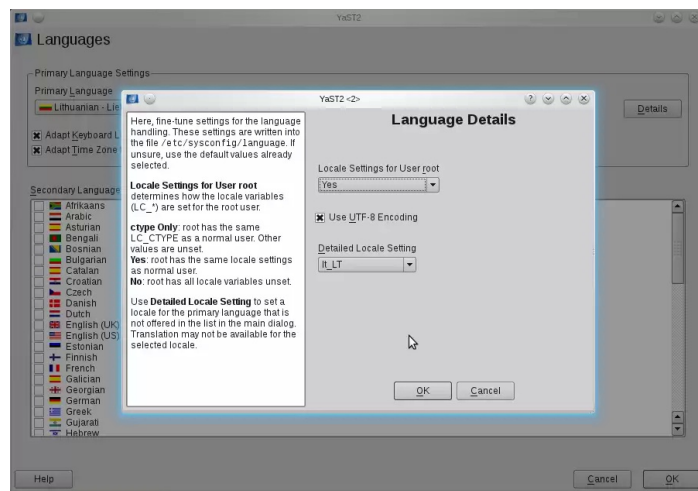 YaST2
Languages
Primary Language Settings
Primary Language
Lithuanian - Lie
Details
Adapt Keyboard L
Adapt Time Zone
Secondary Language
Afrikaans
Arabic
Asturian
Bengali
Bosnian
Bulgarian
Catalan
Croatian
Czech
Danish
Dutch
English (UK)
English (US)
Estonian
Finnish
French
Galician
Georgian
German
Greek
Gujarati
Hebrew
Help
Cancel
OK
YaST2 <2>
Here, fine-tune settings for the language
handling. These settings are written into
the file /etc/sysconfig/language. If
unsure, use the default values already
selected.
Locale Settings for User root
determines how the locale variables
(LC_*) are set for the root user.
ctype Only: root has the same
LC_CTYPE as a normal user. Other
values are unset.
Yes: root has the same locale settings
as normal user.
No: root has all locale variables unset.
Use Detailed Locale Setting to set a
locale for the primary language that is
not offered in the list in the main dialog.
Translation may not be available for the
selected locale.
Language Details
Locale Settings for User root
Yes
Use UTF-8 Encoding
Detailed Locale Setting
lt_LT
OK
Cancel